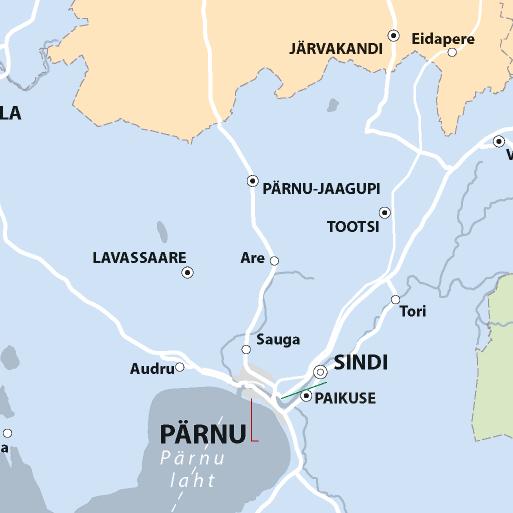 JÄRVAKANDI
Eidapere
LA
V
PÄRNU-JAAGUPI
TOOTSI
LAVASSAARE
Are
Tori
Sauga
Audru
SINDI
PAIKUSE
PÄRNU
Pärnu
laht
a